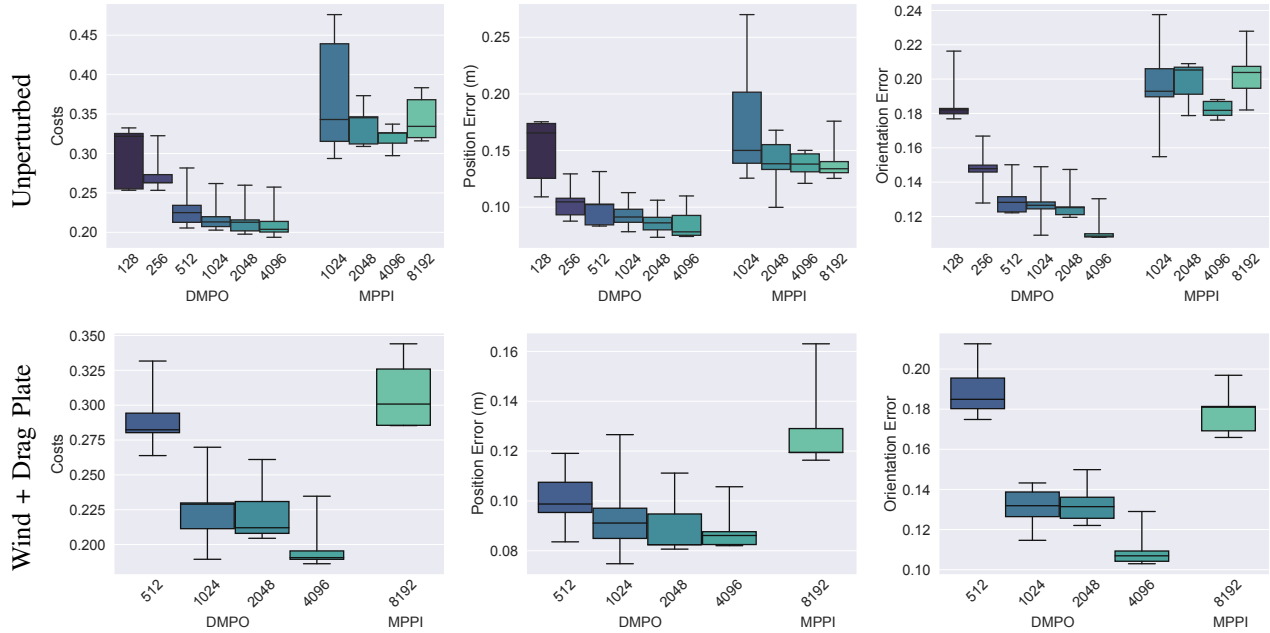 Unperturbed
Costs
0.45
0.40
0.35
0.30
0.25
0.20
128 256 512 1024 2048 4096 1024 2048 4096 8192
DMPO MPPI
Position Error (m)
0.25
0.20
0.15
0.10
128 256 512 1024 2048 4096 1024 2048 4096 8192
DMPO MPPI
Orientation Error
0.24
0.22
0.20
0.18
0.16
0.14
0.12
128 256 512 1024 2048 4096 1024 2048 4096 8192
DMPO MPPI
Wind + Drag Plate
Costs
0.350
0.325
0.300
0.275
0.250
0.225
0.200
512 1024 2048 4096 8192
DMPO MPPI
Position Error (m)
0.16
0.14
0.12
0.10
0.08
512 1024 2048 4096 8192
DMPO MPPI
Orientation Error
0.20
0.18
0.16
0.14
0.12
0.10
512 1024 2048 4096 8192
DMPO MPPI